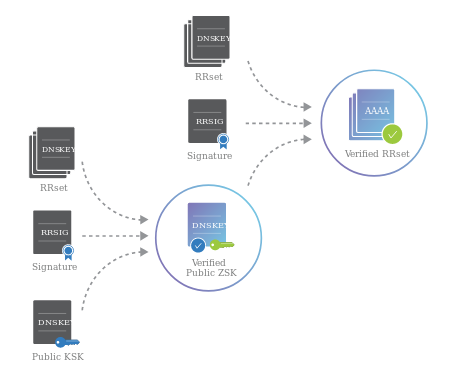 DNSKEY
RRset
RRSIG
Signature
AAAA
Verified RRset
DNSKEY
RRset
RRSIG
Signature
DNSKEY
Verified
Public ZSK
DNSKEY
Public KSK